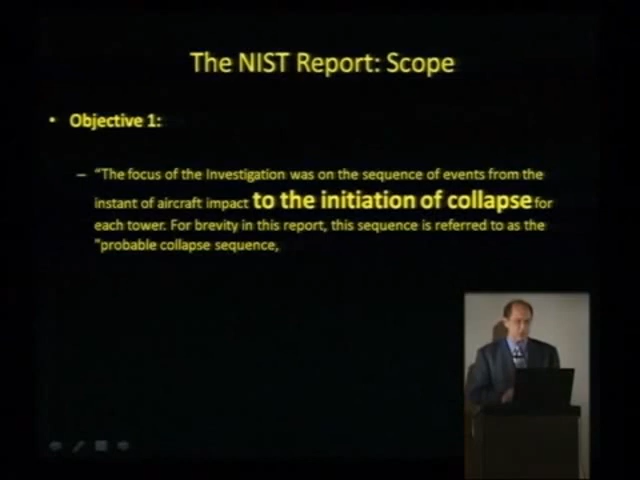 The NIST Report: Scope
• Objective 1:
– "The focus of the Investigation was on the sequence of events from the
instant of aircraft impact to the initiation of collapse for
each tower. For brevity in this report, this sequence is referred to as the
"probable collapse sequence,